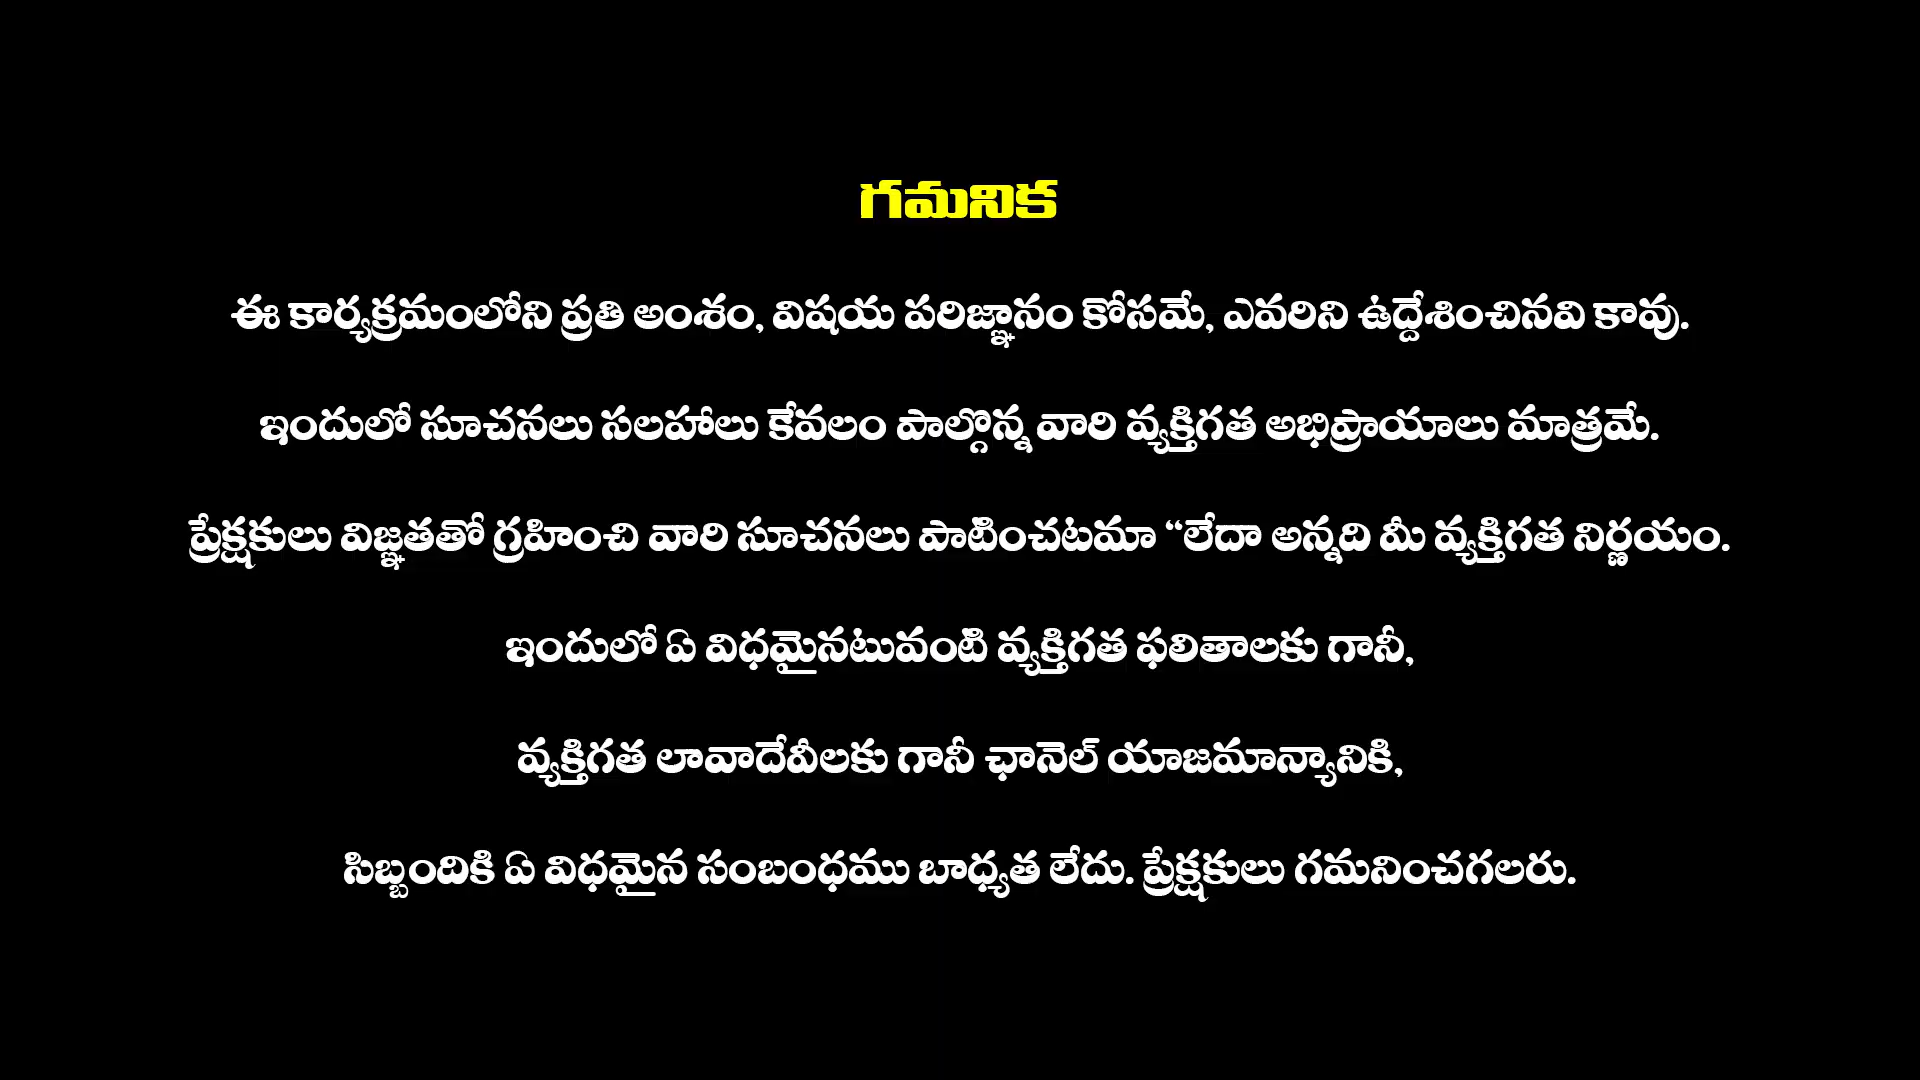 గమనిక
ఈ కార్యక్రమంలోని ప్రతి అంశం, విషయ పరిజ్ఞానం కోసమే, ఎవరిని ఉద్దేశించినవి కావు.
ఇందులో సూచనలు సలహాలు కేవలం పాల్గొన్న వారి వ్యక్తిగత అభిప్రాయాలు మాత్రమే.
ప్రేక్షకులు విజ్ఞతతో గ్రహించి వారి సూచనలు పాటించటమా “లేదా అన్నది మీ వ్యక్తిగత నిర్ణయం.
ఇందులో ఏ విధమైనటువంటి వ్యక్తిగత ఫలితాలకు గానీ,
వ్యక్తిగత లావాదేవీలకు గానీ ఛానెల్ యాజమాన్యానికి,
సిబ్బందికి ఏ విధమైన సంబంధము బాధ్యత లేదు. ప్రేక్షకులు గమనించగలరు.